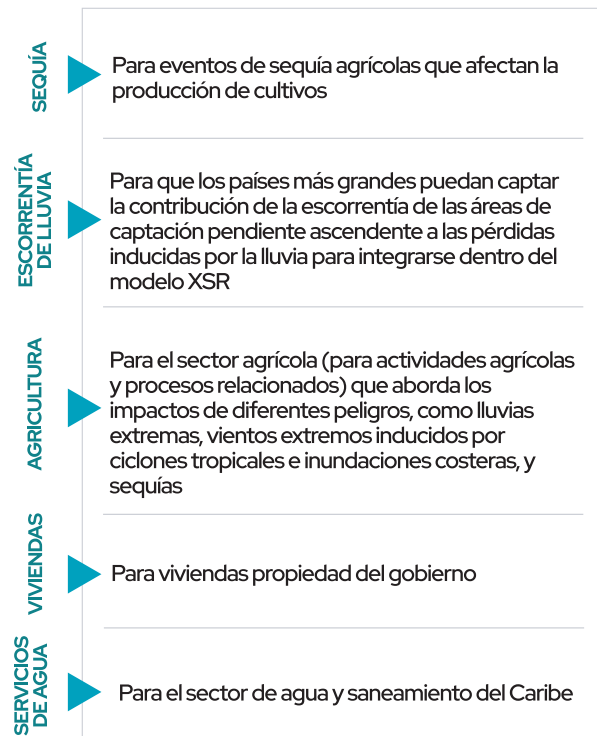 SEQUÍA
Para eventos de sequía agrícolas que afectan la
producción de cultivos
ESCORRENTÍA
DE LLUVIA
Para que los países más grandes puedan captar
la contribución de la escorrentía de las áreas de
captación pendiente ascendente a las pérdidas
inducidas por la lluvia para integrarse dentro del
modelo XSR
AGRICULTURA
Para el sector agrícola (para actividades agrícolas
y procesos relacionados) que aborda los
impactos de diferentes peligros, como lluvias
extremas, vientos extremos inducidos por
ciclones tropicales e inundaciones costeras, y
sequías
VIVIENDAS
Para viviendas propiedad del gobierno
SERVICIOS
DE AGUA
Para el sector de agua y saneamiento del Caribe